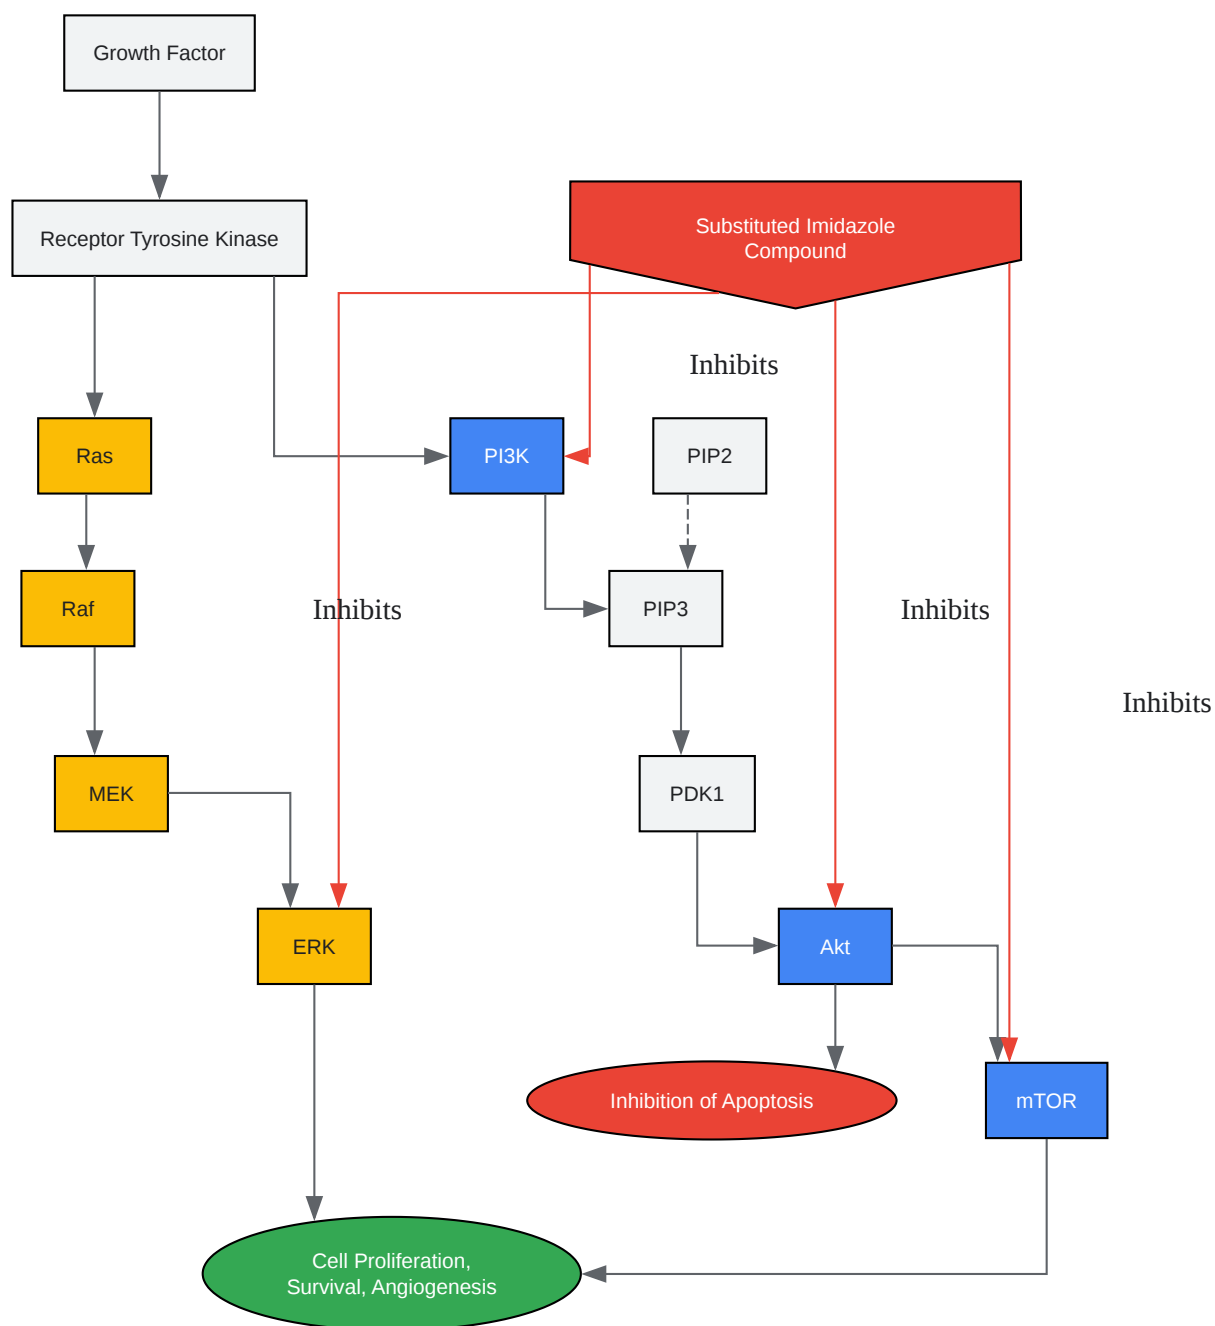 Growth Factor
Receptor Tyrosine Kinase
Substituted Imidazole
Compound
Inhibits
Ras
PI3K
PIP2
Raf
Inhibits
PIP3
Inhibits
Inhibits
MEK
PDK1
ERK
Akt
Inhibition of Apoptosis
mTOR
Cell Proliferation,
Survival, Angiogenesis